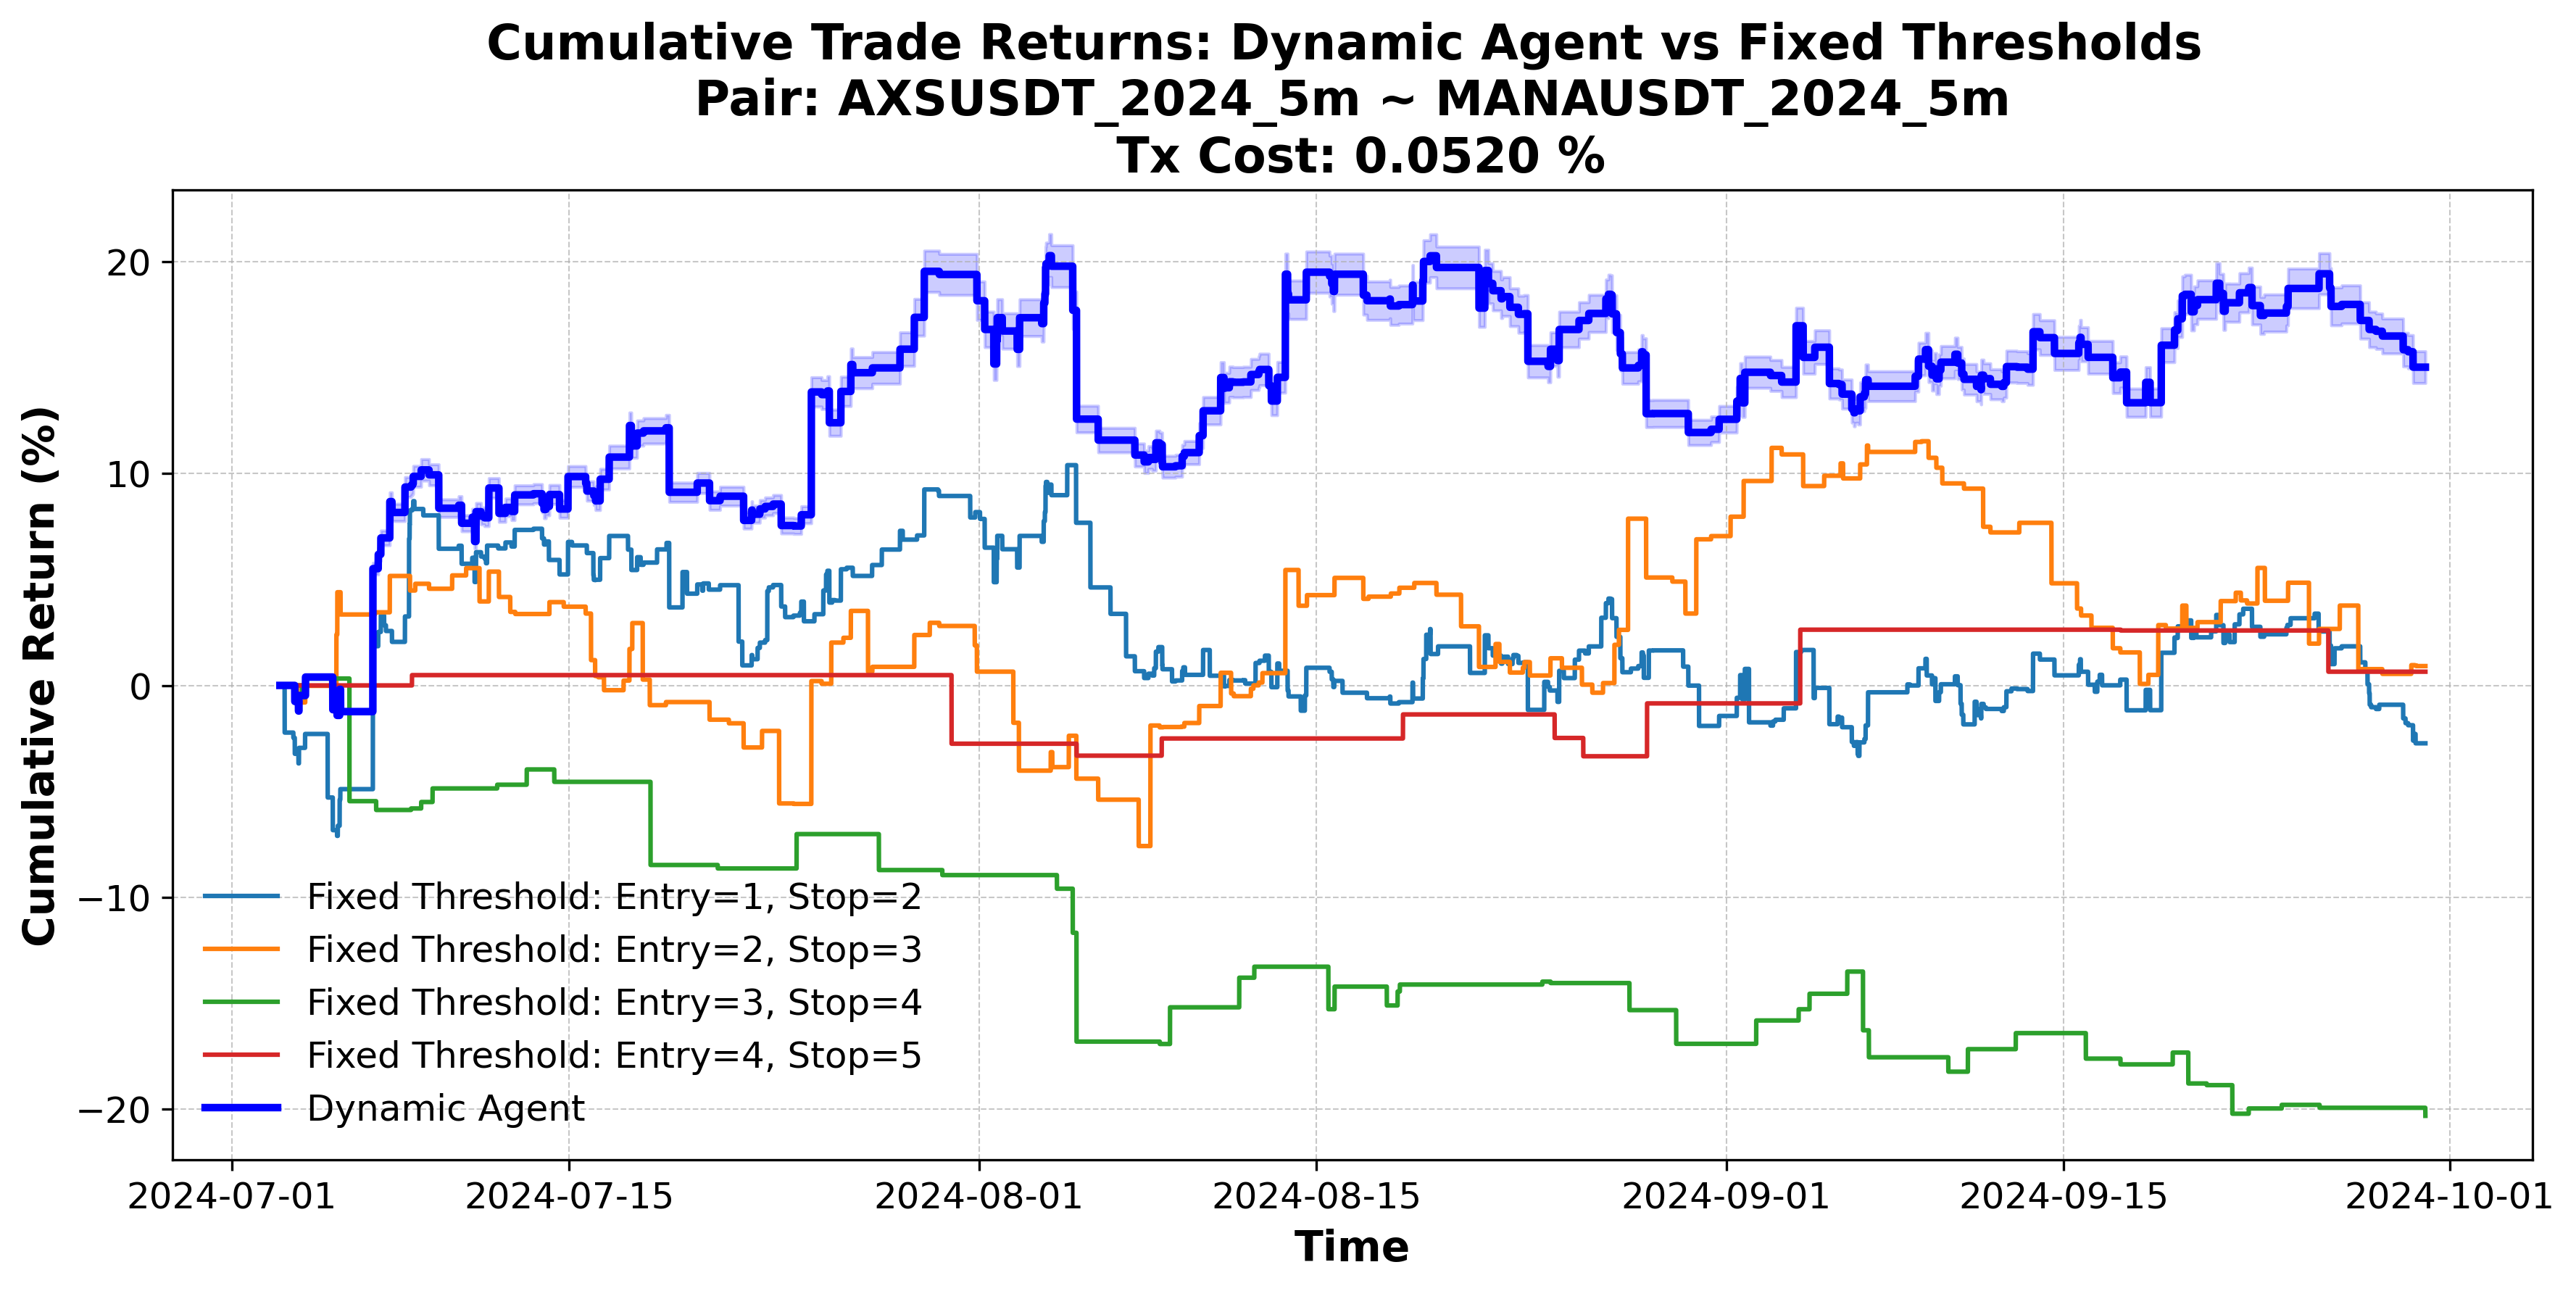 Cumulative Trade Returns: Dynamic Agent vs Fixed Thresholds
Pair: AXSUSDT_2024_5m ~ MANAUSDT_2024_5m
Tx Cost: 0.0520 %
Cumulative Return (%)
20
10
0
−10
−20
Fixed Threshold: Entry=1, Stop=2
Fixed Threshold: Entry=2, Stop=3
Fixed Threshold: Entry=3, Stop=4
Fixed Threshold: Entry=4, Stop=5
Dynamic Agent
2024-07-01 2024-07-15 2024-08-01 2024-08-15 2024-09-01 2024-09-15 2024-10-01
Time